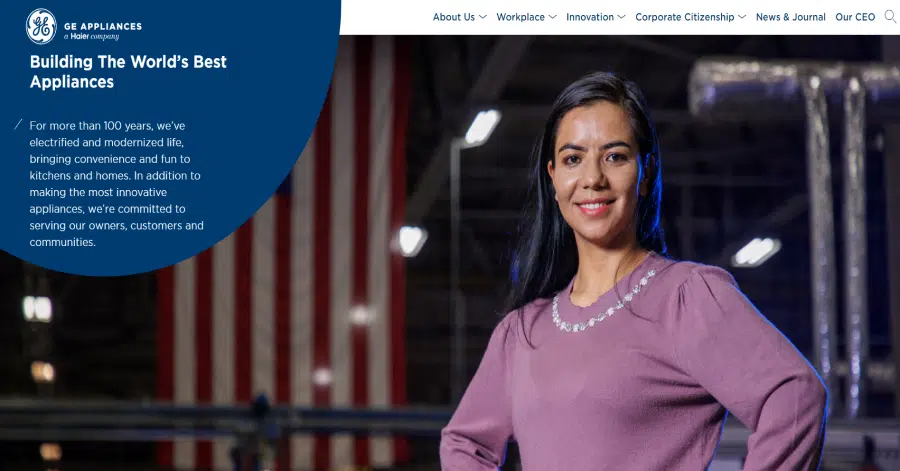 GE APPLIANCES
a Haier company
About Us
Workplace
Innovation
Corporate Citizenship
News & Journal
Our CEO
Building The World's Best
Appliances
For more than 100 years, we've
electrified and modernized life,
bringing convenience and fun to
kitchens and homes. In addition to
making the most innovative
appliances, we're committed to
serving our owners, customers and
communities.